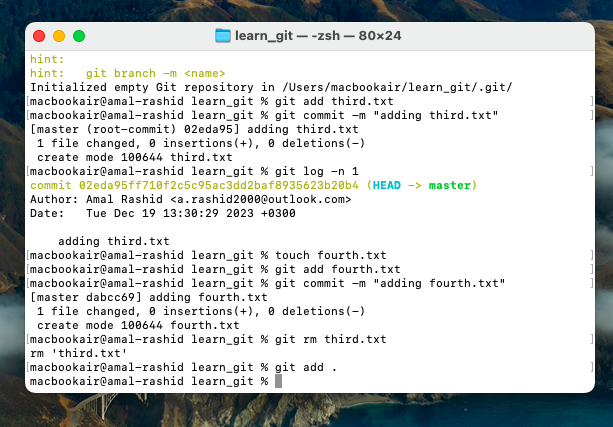 learn_git — -zsh — 80×24
hint:
hint:   git branch -m <name>
Initialized empty Git repository in /Users/macbookair/learn_git/.git/
[macbookair@amal-rashid learn_git % git add third.txt ]
[macbookair@amal-rashid learn_git % git commit -m "adding third.txt" ]
[master (root-commit) 02eda95] adding third.txt
 1 file changed, 0 insertions(+), 0 deletions(-)
 create mode 100644 third.txt
[macbookair@amal-rashid learn_git % git log -n 1 ]
commit 02eda95ff710f2c5c95ac3dd2baf8935623b20b4 (HEAD -> master)
Author: Amal Rashid <a.rashid2000@outlook.com>
Date:   Tue Dec 19 13:30:29 2023 +0300
    adding third.txt
[macbookair@amal-rashid learn_git % touch fourth.txt ]
[macbookair@amal-rashid learn_git % git add fourth.txt ]
[macbookair@amal-rashid learn_git % git commit -m "adding fourth.txt" ]
[master dabcc69] adding fourth.txt
 1 file changed, 0 insertions(+), 0 deletions(-)
 create mode 100644 fourth.txt
[macbookair@amal-rashid learn_git % git rm third.txt ]
rm 'third.txt'
[macbookair@amal-rashid learn_git % git add . ]
macbookair@amal-rashid learn_git %